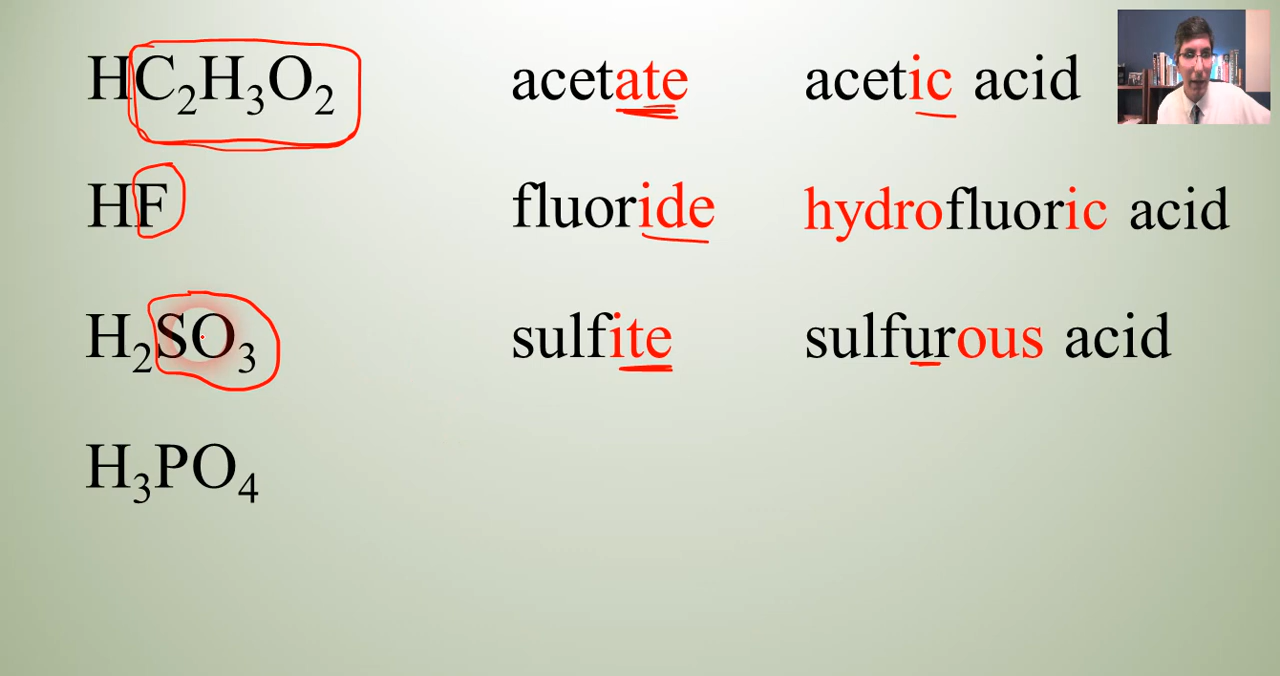 HC₂H₃O₂ acetate acetic acid
HF fluoride hydrofluoric acid
H₂SO₃ sulfite sulfurous acid
H₃PO₄